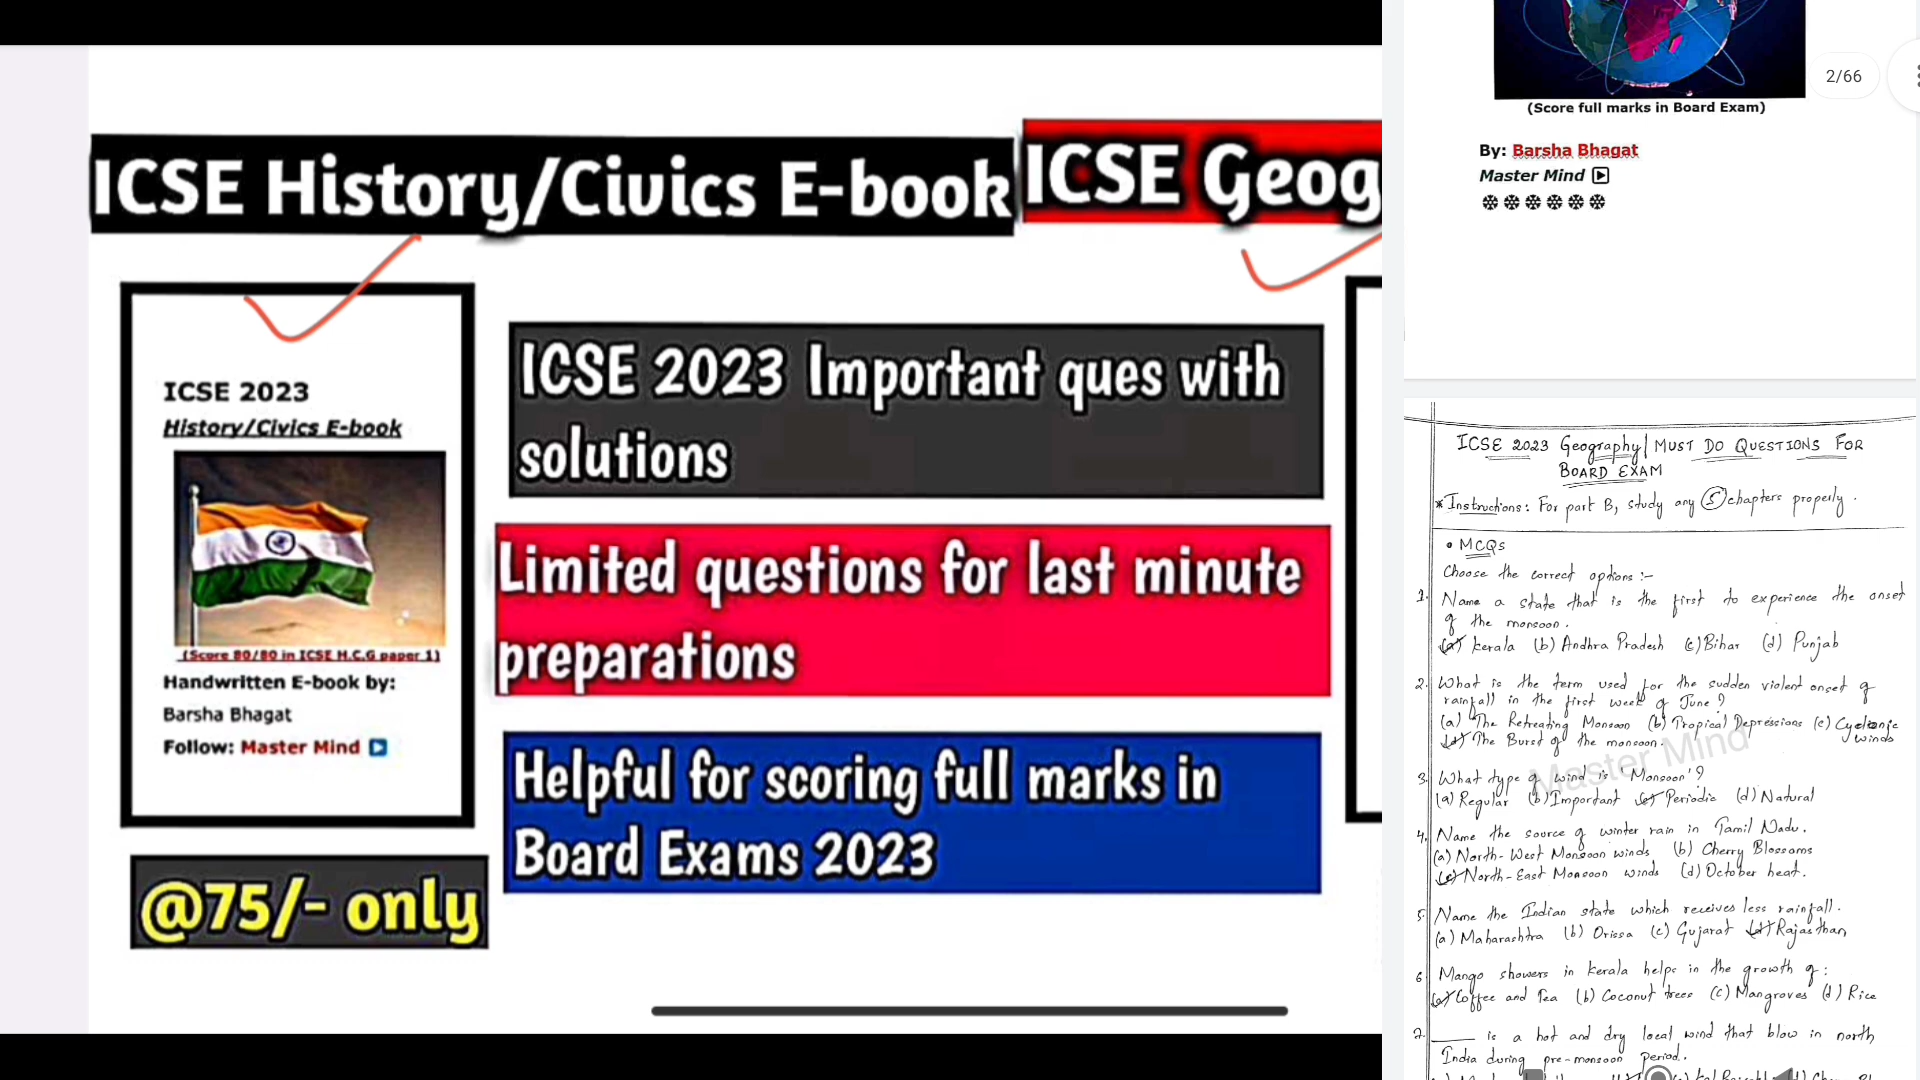 ICSE History/Civics E-book
ICSE Geog
ICSE 2023
History/Civics E-book
(Score 80/80 in ICSE H.C.G paper 1)
Handwritten E-book by:
Barsha Bhagat
Follow: Master Mind
@75/- only
ICSE 2023 Important ques with
solutions
Limited questions for last minute
preparations
Helpful for scoring full marks in
Board Exams 2023
2/66
(Score full marks in Board Exam)
By: Barsha Bhagat
Master Mind
ICSE 2023 Geography/ MUST DO QUESTIONS FOR
BOARD EXAM
* Instructions: For part B, study any 5 chapters properly.
• MCQs
Choose the correct options :-
1. Name a state that is the first to experience the onset
of the monsoon.
(a) Kerala (b) Andhra Pradesh (c) Bihar (d) Punjab
2. What is the term used for the sudden violent onset of
rainfall in the first week of June?
(a) The Retreating Monsoon (b) Tropical Depressions (c) Cyclonic
winds
(d) The Burst of the monsoon.
Master Mind
3. What type of wind is 'Monsoon'?
(a) Regular (b) Important (c) Periodic (d) Natural
4. Name the source of winter rain in Tamil Nadu.
(a) North-West Monsoon winds (b) Cherry Blossoms
(c) North-East Monsoon winds (d) October heat.
5. Name the Indian state which receives less rainfall.
(a) Maharashtra (b) Orissa (c) Gujarat (d) Rajasthan
6 Mango showers in kerala helps in the growth of:
(a) Coffee and Tea (b) Coconut trees (c) Mangroves (d) Rice
7. ____ is a hot and dry local wind that blow in north
India during pre-monsoon period.